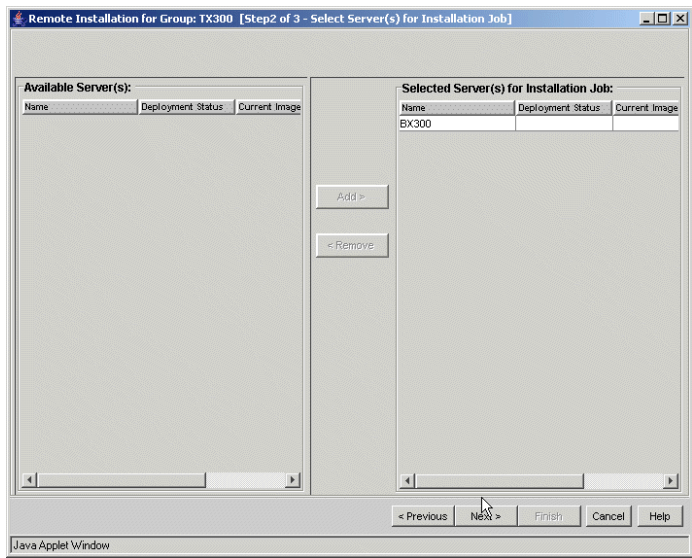 Remote Installation for Group: TX300 [Step2 of 3 - Select Server(s) for Installation Job]
Available Server(s):
Name Deployment Status Current Image
Selected Server(s) for Installation Job:
Name Deployment Status Current Image
BX300
Add >
< Remove
< Previous Next > Finish Cancel Help
Java Applet Window